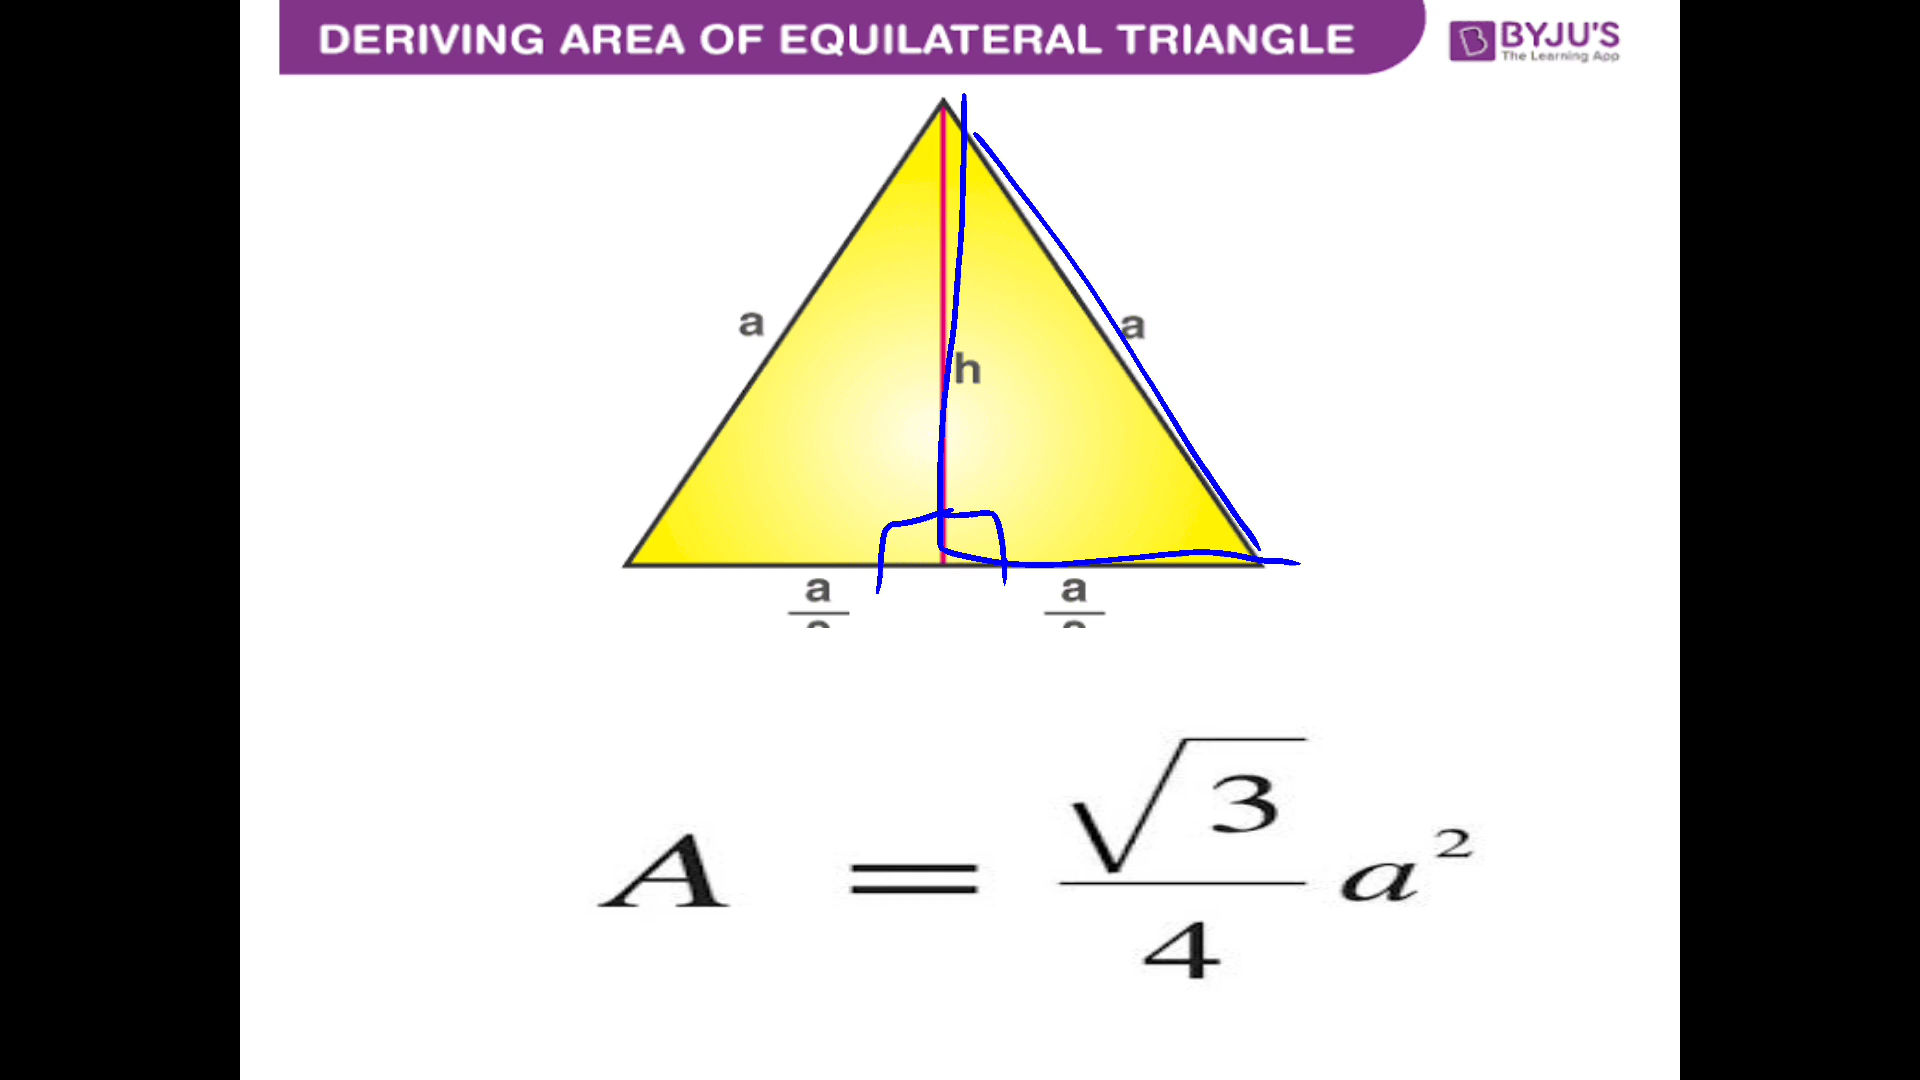 DERIVING AREA OF EQUILATERAL TRIANGLE
BYJU'S
The Learning App
a
a
h
a
a
A = √3/4 a²